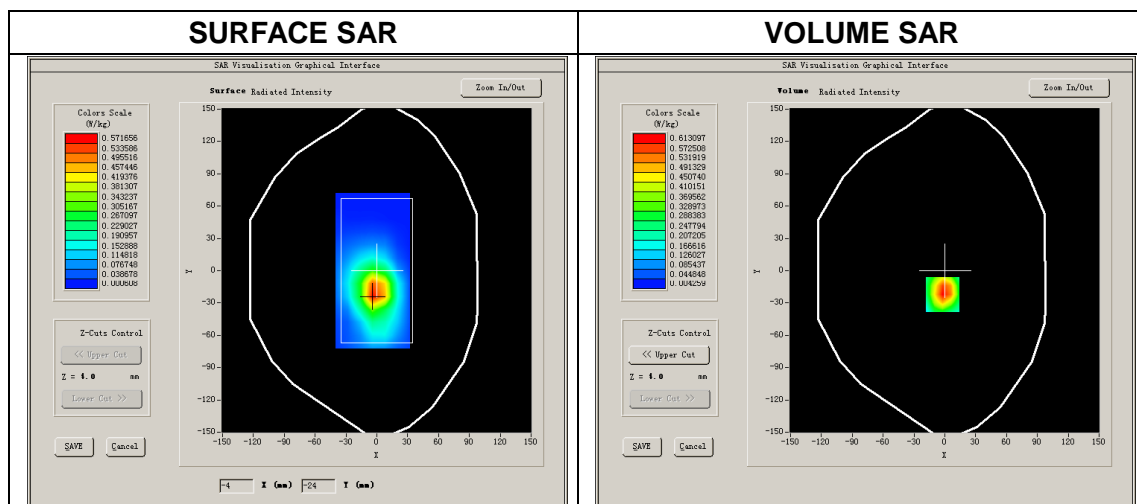 SURFACE SAR
VOLUME SAR
SAR Visualisation Graphical Interface
Surface Radiated Intensity
Zoom In/Out
Colors Scale
(W/kg)
0.571656
0.533586
0.495516
0.457446
0.419376
0.381307
0.343237
0.305167
0.267097
0.229027
0.190957
0.152888
0.114818
0.076748
0.038678
0.000608
150
120
90
60
30
0
-30
-60
-90
-120
-150
Y
-150 -120 -90 -60 -30 0 30 60 90 120 150
X
Z-Cuts Control
<< Upper Cut
Z = 4.0 mm
Lower Cut >>
SAVE Cancel
-4 X (mm) -24 Y (mm)
SAR Visualisation Graphical Interface
Volume Radiated Intensity
Zoom In/Out
Colors Scale
(W/kg)
0.613097
0.572508
0.531919
0.491329
0.450740
0.410151
0.369562
0.328973
0.288383
0.247794
0.207205
0.166616
0.126027
0.085437
0.044848
0.004259
150
120
90
60
30
0
-30
-60
-90
-120
-150
Y
-150 -120 -90 -60 -30 0 30 60 90 120 150
X
Z-Cuts Control
<< Upper Cut
Z = 4.0 mm
Lower Cut >>
SAVE Cancel